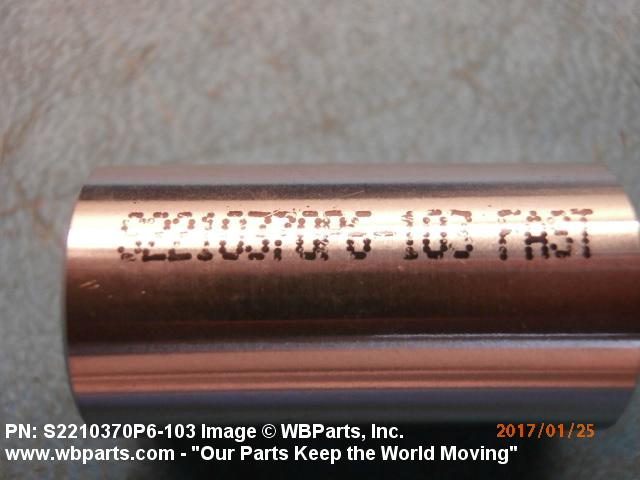 S2210370P6-103 FAGY
PN: S2210370P6-103 Image © WBParts, Inc.
2017/01/25
www.wbparts.com - "Our Parts Keep the World Moving"